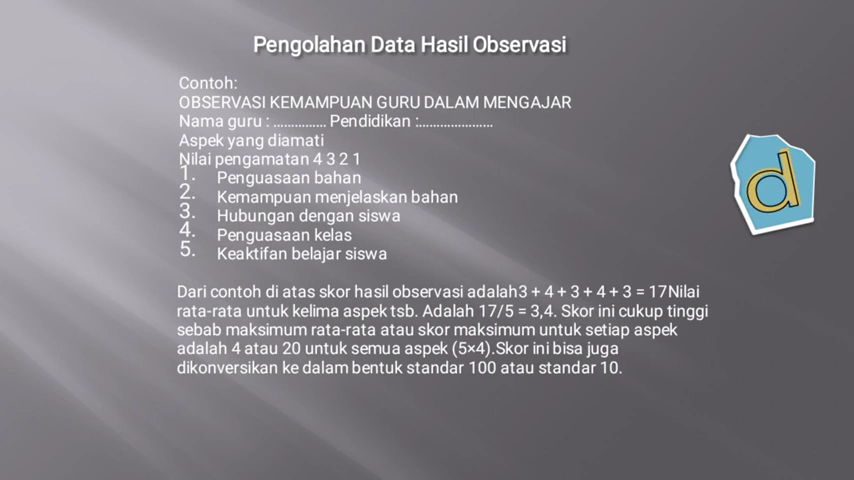 Pengolahan Data Hasil Observasi
Contoh:
OBSERVASI KEMAMPUAN GURU DALAM MENGAJAR
Nama guru : ............... Pendidikan :.....................
Aspek yang diamati
Nilai pengamatan 4 3 2 1
1. Penguasaan bahan
2. Kemampuan menjelaskan bahan
3. Hubungan dengan siswa
4. Penguasaan kelas
5. Keaktifan belajar siswa
Dari contoh di atas skor hasil observasi adalah3 + 4 + 3 + 4 + 3 = 17Nilai
rata-rata untuk kelima aspek tsb. Adalah 17/5 = 3,4. Skor ini cukup tinggi
sebab maksimum rata-rata atau skor maksimum untuk setiap aspek
adalah 4 atau 20 untuk semua aspek (5×4).Skor ini bisa juga
dikonversikan ke dalam bentuk standar 100 atau standar 10.
d